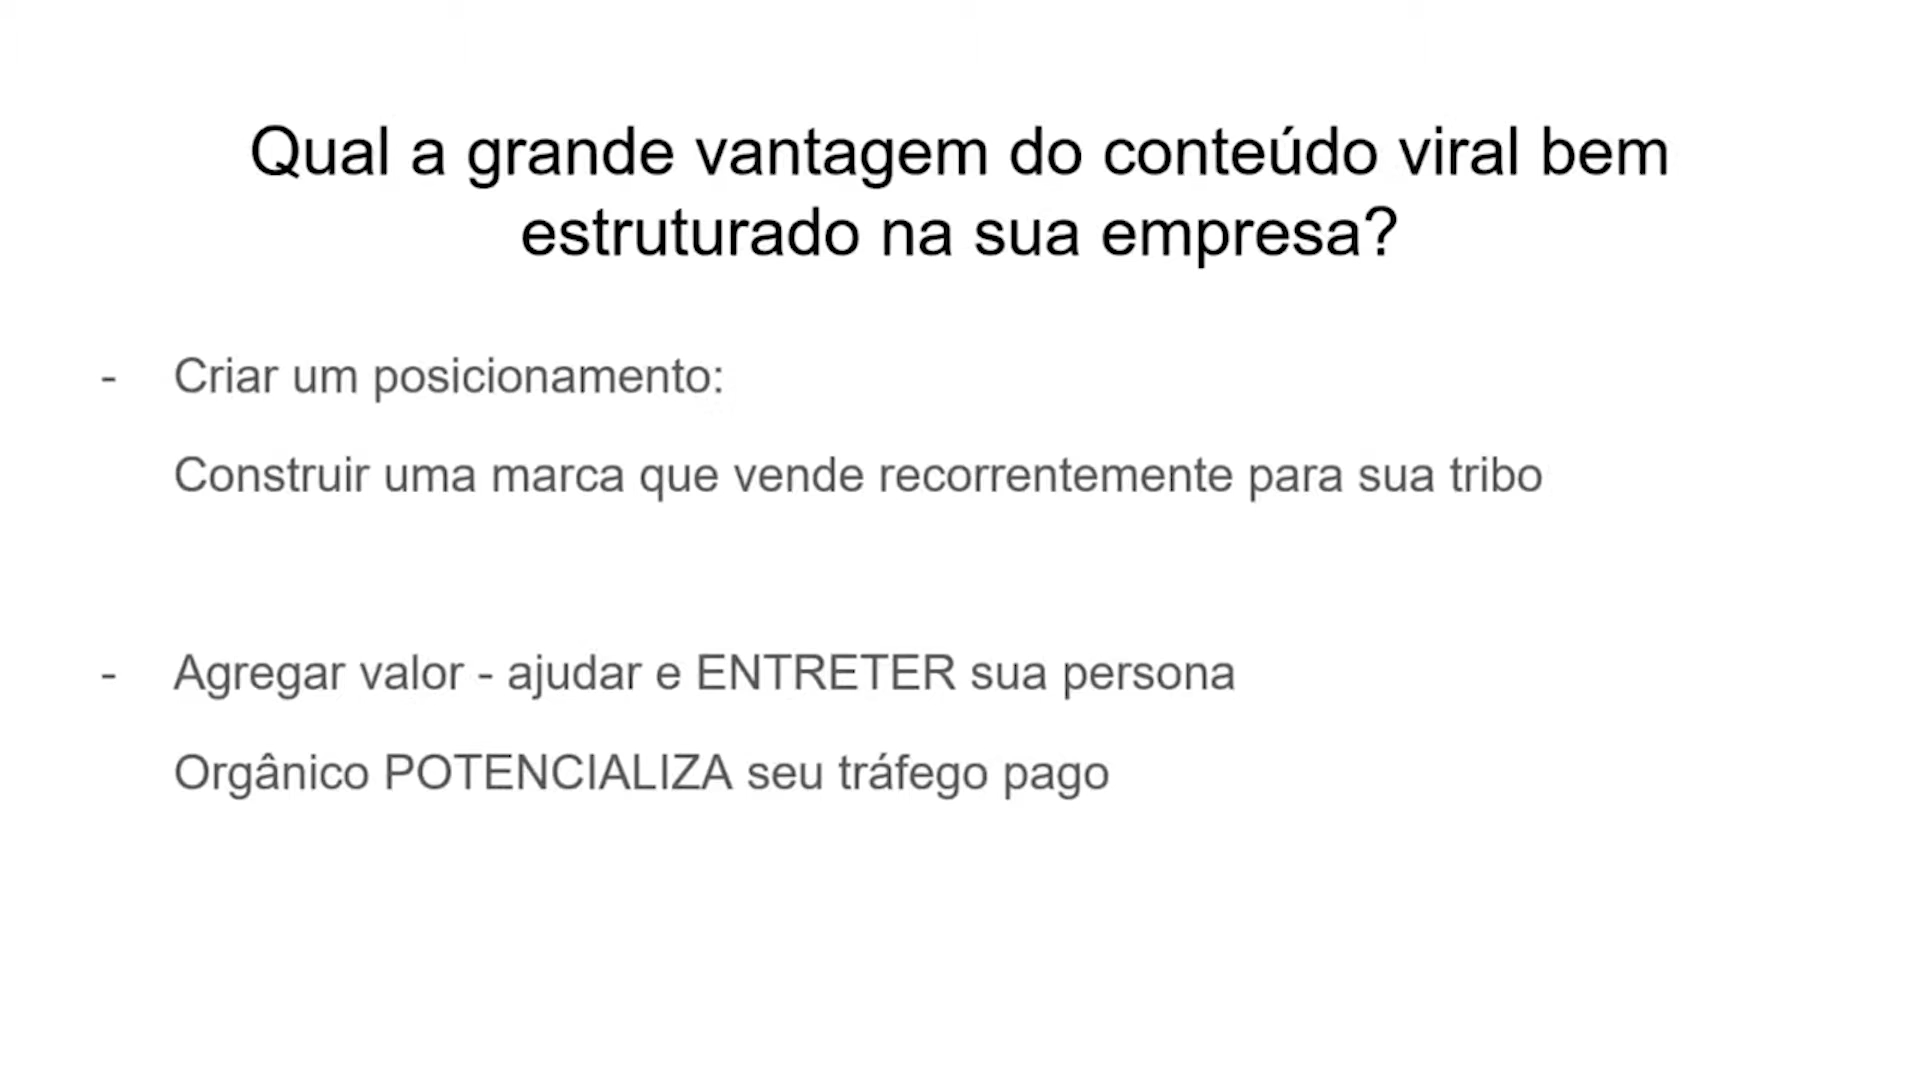 Qual a grande vantagem do conteúdo viral bem
estruturado na sua empresa?
- Criar um posicionamento:
Construir uma marca que vende recorrentemente para sua tribo
- Agregar valor - ajudar e ENTRETER sua persona
Orgânico POTENCIALIZA seu tráfego pago